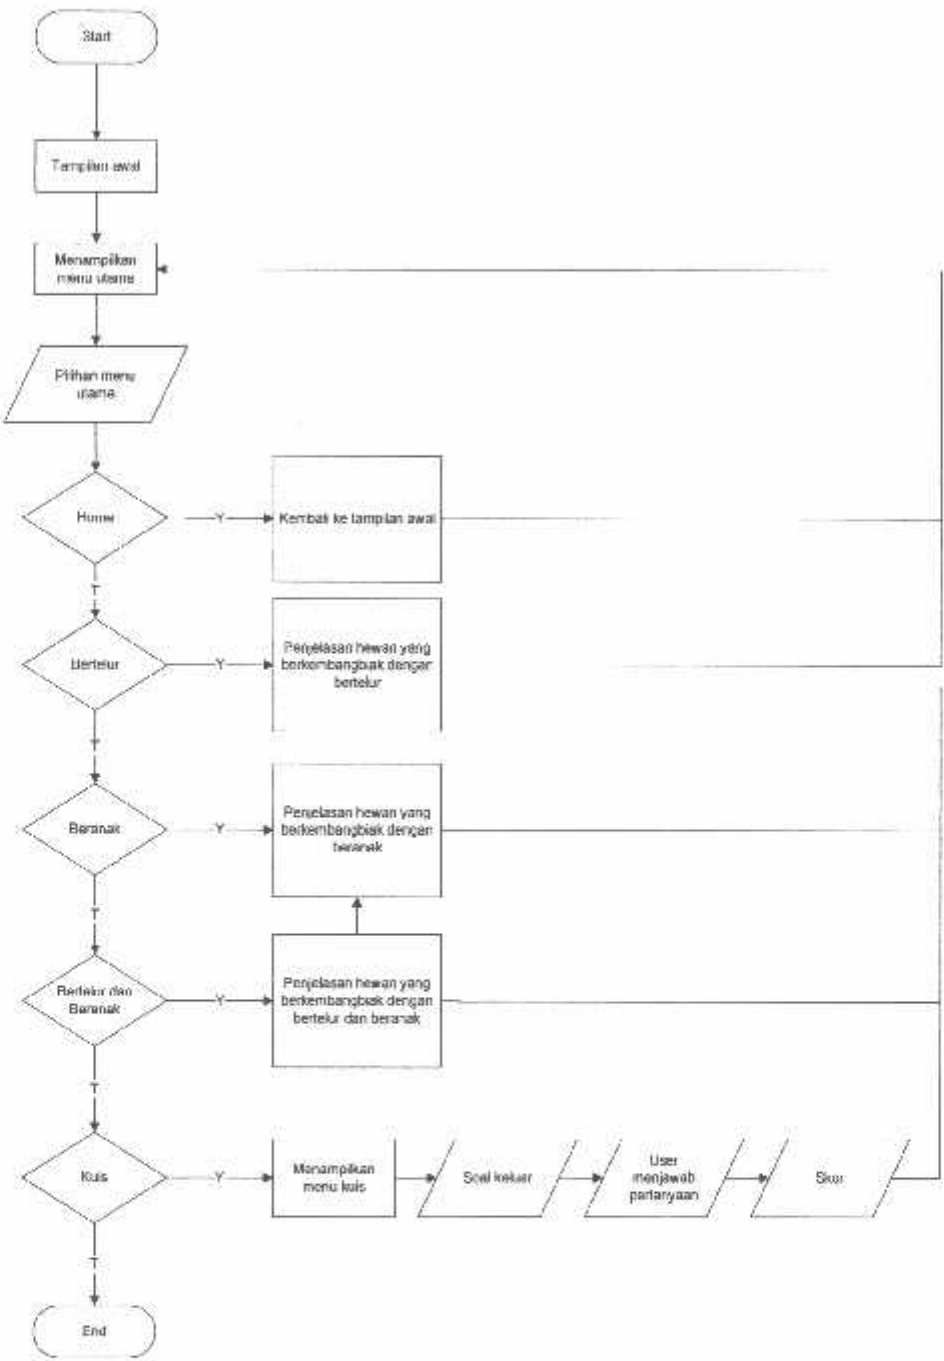 Start
Tampilan awal
Menampilkan
menu utama
Pilihan menu
utama
Home
Y
Kembali ke tampilan awal
T
Bertelur
Y
Penjelasan hewan yang
berkembangbiak dengan
bertelur
T
Beranak
Y
Penjelasan hewan yang
berkembangbiak dengan
beranak
T
Bertelur dan
Beranak
Y
Penjelasan hewan yang
berkembangbiak dengan
bertelur dan beranak
T
Kuis
Y
Menampilkan
menu kuis
Soal keluar
User
menjawab
pertanyaan
Skor
T
End